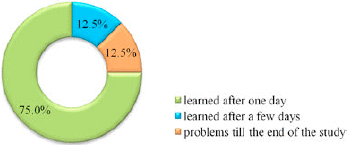 12.5%
12.5%
75.0%
learned after one day
learned after a few days
problems till the end of the study